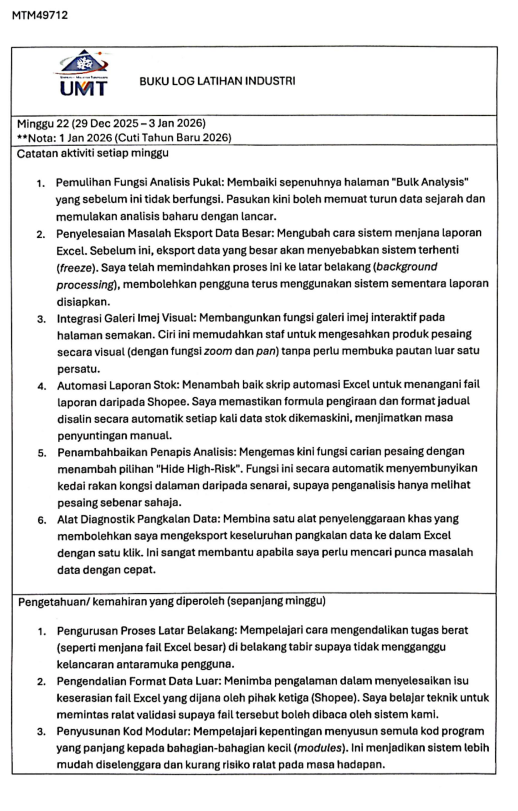 MTM49712
UMT
BUKU LOG LATIHAN INDUSTRI
Minggu 22 (29 Dec 2025 – 3 Jan 2026)
**Nota: 1 Jan 2026 (Cuti Tahun Baru 2026)
Catatan aktiviti setiap minggu
1. Pemulihan Fungsi Analisis Pukal: Membaiki sepenuhnya halaman "Bulk Analysis"
yang sebelum ini tidak berfungsi. Pasukan kini boleh memuat turun data sejarah dan
memulakan analisis baharu dengan lancar.
2. Penyelesaian Masalah Eksport Data Besar: Mengubah cara sistem menjana laporan
Excel. Sebelum ini, eksport data yang besar akan menyebabkan sistem terhenti
(freeze). Saya telah memindahkan proses ini ke latar belakang (background
processing), membolehkan pengguna terus menggunakan sistem sementara laporan
disiapkan.
3. Integrasi Galeri Imej Visual: Membangunkan fungsi galeri imej interaktif pada
halaman semakan. Ciri ini memudahkan staf untuk mengesahkan produk pesaing
secara visual (dengan fungsi zoom dan pan) tanpa perlu membuka pautan luar satu
persatu.
4. Automasi Laporan Stok: Menambah baik skrip automasi Excel untuk menangani fail
laporan daripada Shopee. Saya memastikan formula pengiraan dan format jadual
disalin secara automatik setiap kali data stok dikemaskini, menjimatkan masa
penyuntingan manual.
5. Penambahbaikan Penapis Analisis: Mengemas kini fungsi carian pesaing dengan
menambah pilihan "Hide High-Risk". Fungsi ini secara automatik menyembunyikan
kedai rakan kongsi dalaman daripada senarai, supaya penganalisis hanya melihat
pesaing sebenar sahaja.
6. Alat Diagnostik Pangkalan Data: Membina satu alat penyelenggaraan khas yang
membolehkan saya mengeksport keseluruhan pangkalan data ke dalam Excel
dengan satu klik. Ini sangat membantu apabila saya perlu mencari punca masalah
data dengan cepat.
Pengetahuan/ kemahiran yang diperoleh (sepanjang minggu)
1. Pengurusan Proses Latar Belakang: Mempelajari cara mengendalikan tugas berat
(seperti menjana fail Excel besar) di belakang tabir supaya tidak mengganggu
kelancaran antaramuka pengguna.
2. Pengendalian Format Data Luar: Menimba pengalaman dalam menyelesaikan isu
keserasian fail Excel yang dijana oleh pihak ketiga (Shopee). Saya belajar teknik untuk
memintas ralat validasi supaya fail tersebut boleh dibaca oleh sistem kami.
3. Penyusunan Kod Modular: Mempelajari kepentingan menyusun semula kod program
yang panjang kepada bahagian-bahagian kecil (modules). Ini menjadikan sistem lebih
mudah diselenggara dan kurang risiko ralat pada masa hadapan.